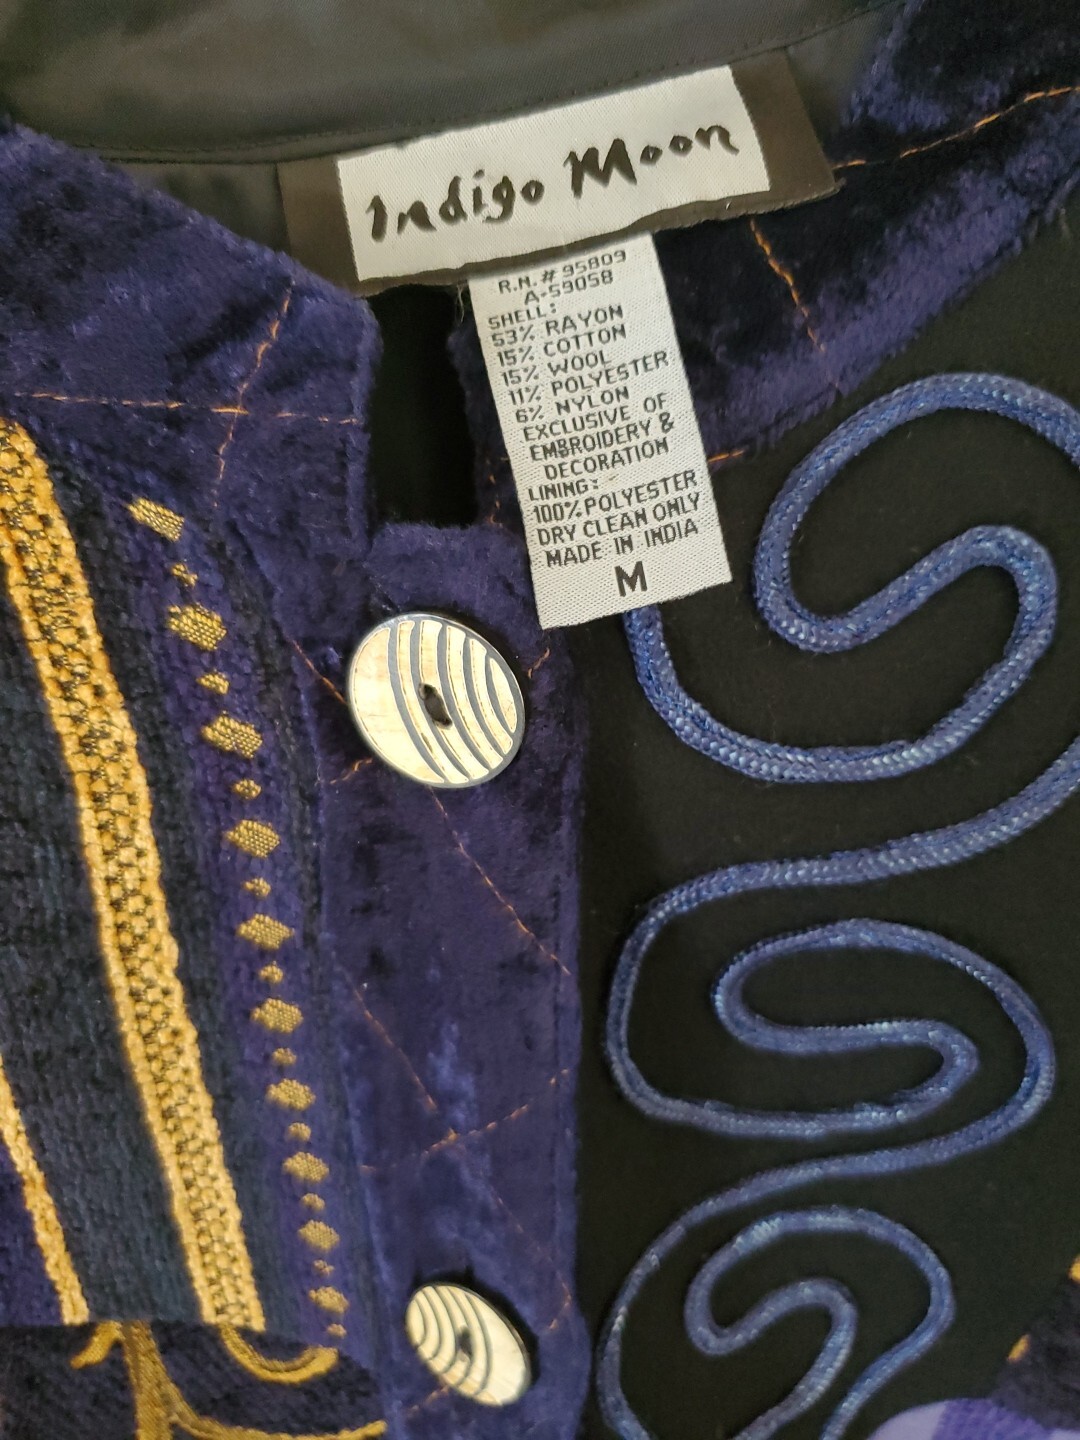 Indigo Moon
R.N. # 95809
A-59058
SHELL:
53% RAYON
15% COTTON
15% WOOL
11% POLYESTER
6% NYLON
EXCLUSIVE OF
EMBROIDERY &
DECORATION
LINING:
100% POLYESTER
DRY CLEAN ONLY
MADE IN INDIA
M